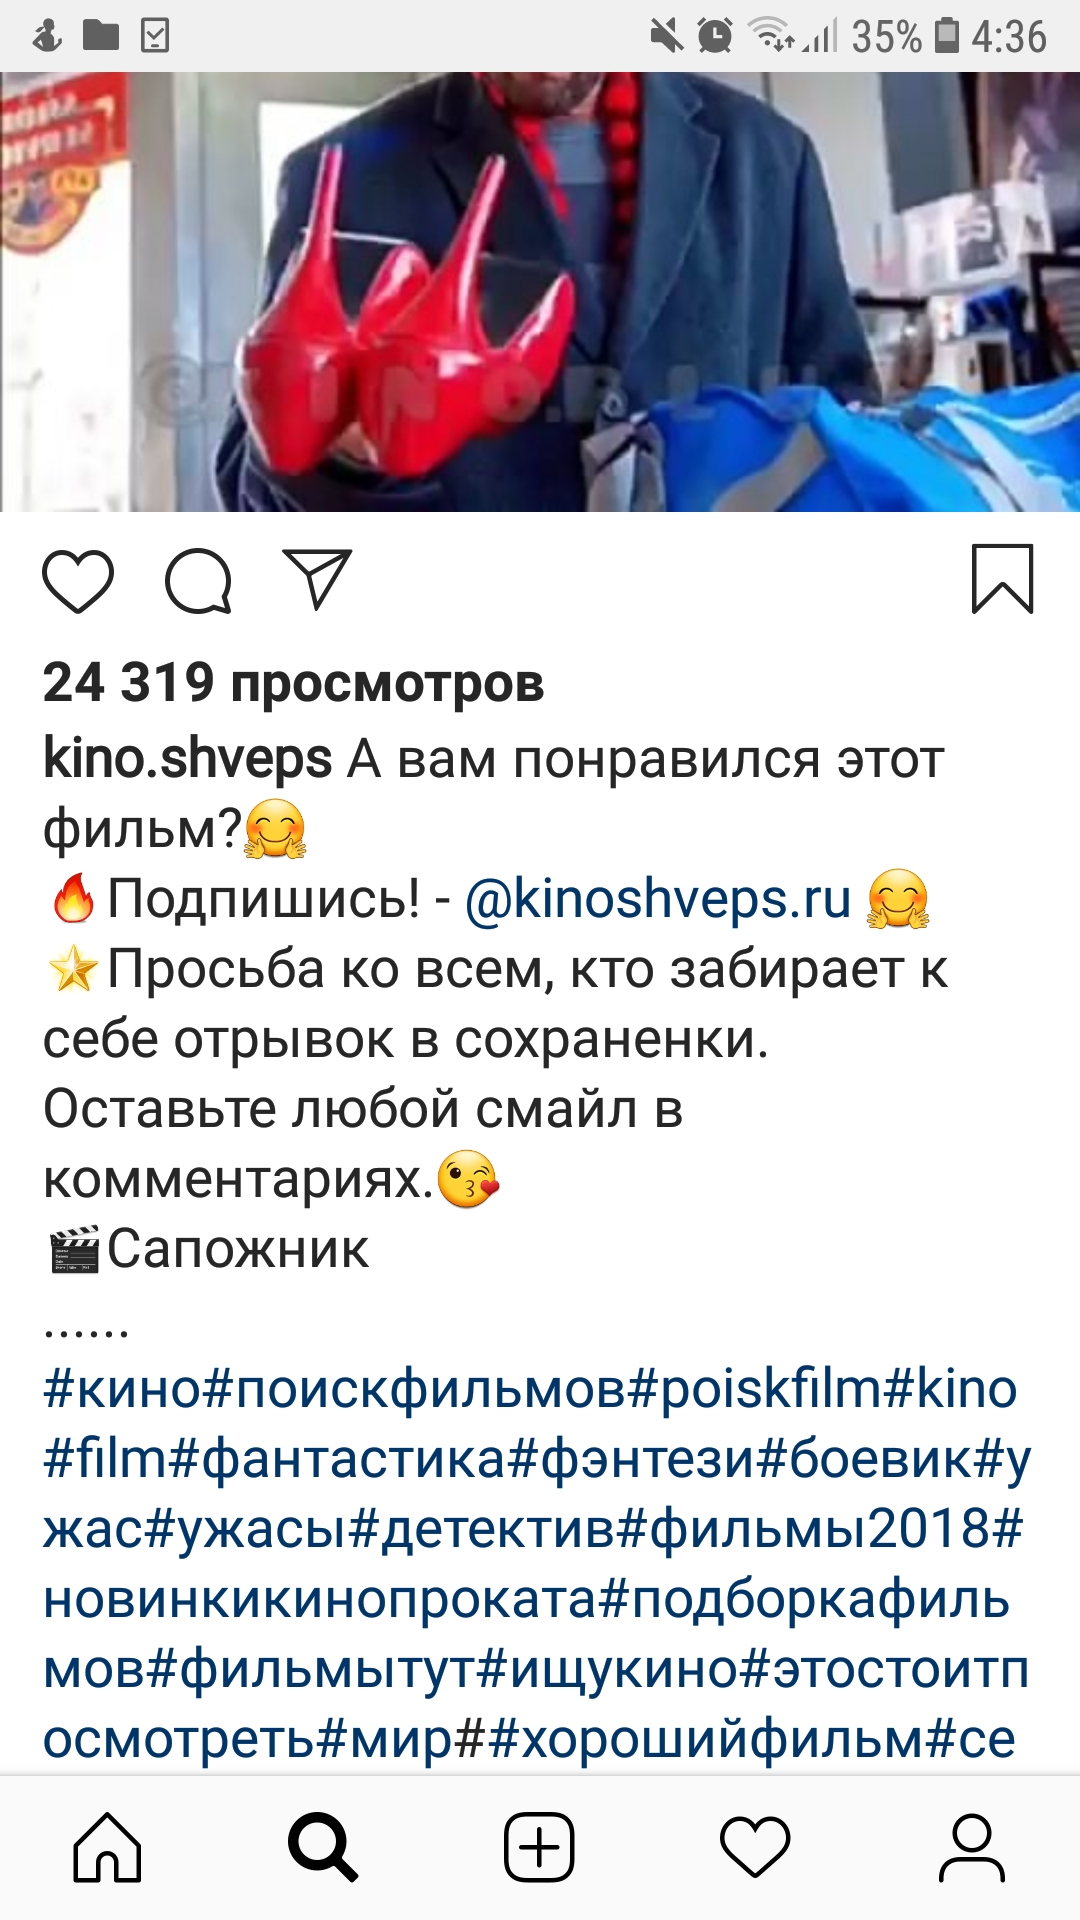 35% 4:36
©KINOBLUES
24 319 просмотров
kino.shveps А вам понравился этот
фильм?🤗
🔥Подпишись! - @kinoshveps.ru 🤗
⭐Просьба ко всем, кто забирает к
себе отрывок в сохраненки.
Оставьте любой смайл в
комментариях.😘
🎬Сапожник
......
#кино#поискфильмов#poiskfilm#kino
#film#фантастика#фэнтези#боевик#у
жас#ужасы#детектив#фильмы2018#
новинкикинопроката#подборкафиль
мов#фильмытут#ищукино#этостоитп
осмотреть#мир##хорошийфильм#се